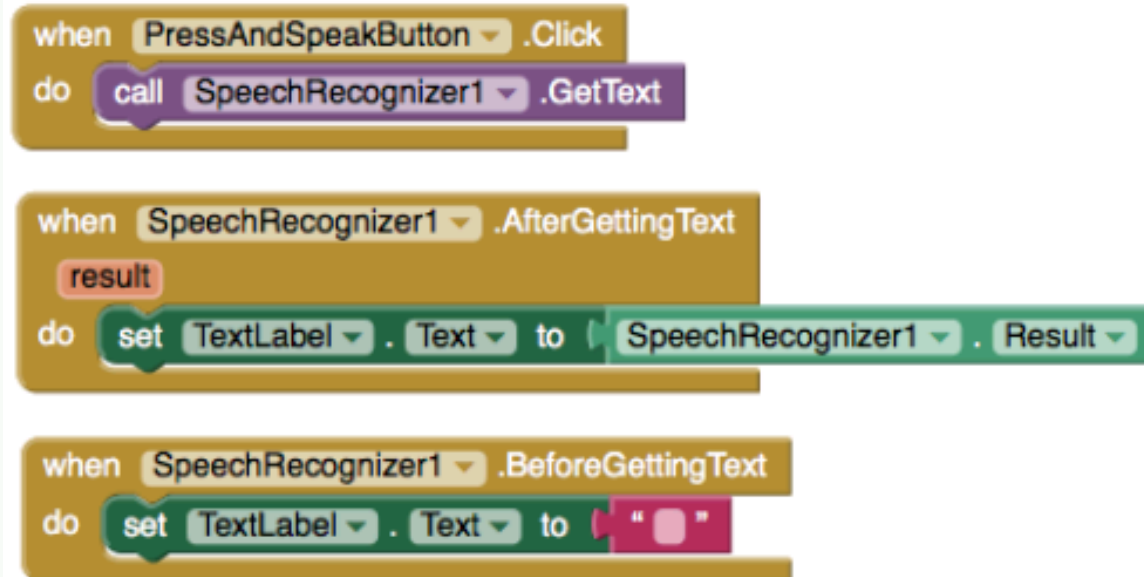 when PressAndSpeakButton .Click
do call SpeechRecognizer1 .GetText
when SpeechRecognizer1 .AfterGettingText
result
do set TextLabel . Text to SpeechRecognizer1 . Result
when SpeechRecognizer1 .BeforeGettingText
do set TextLabel . Text to “ ”